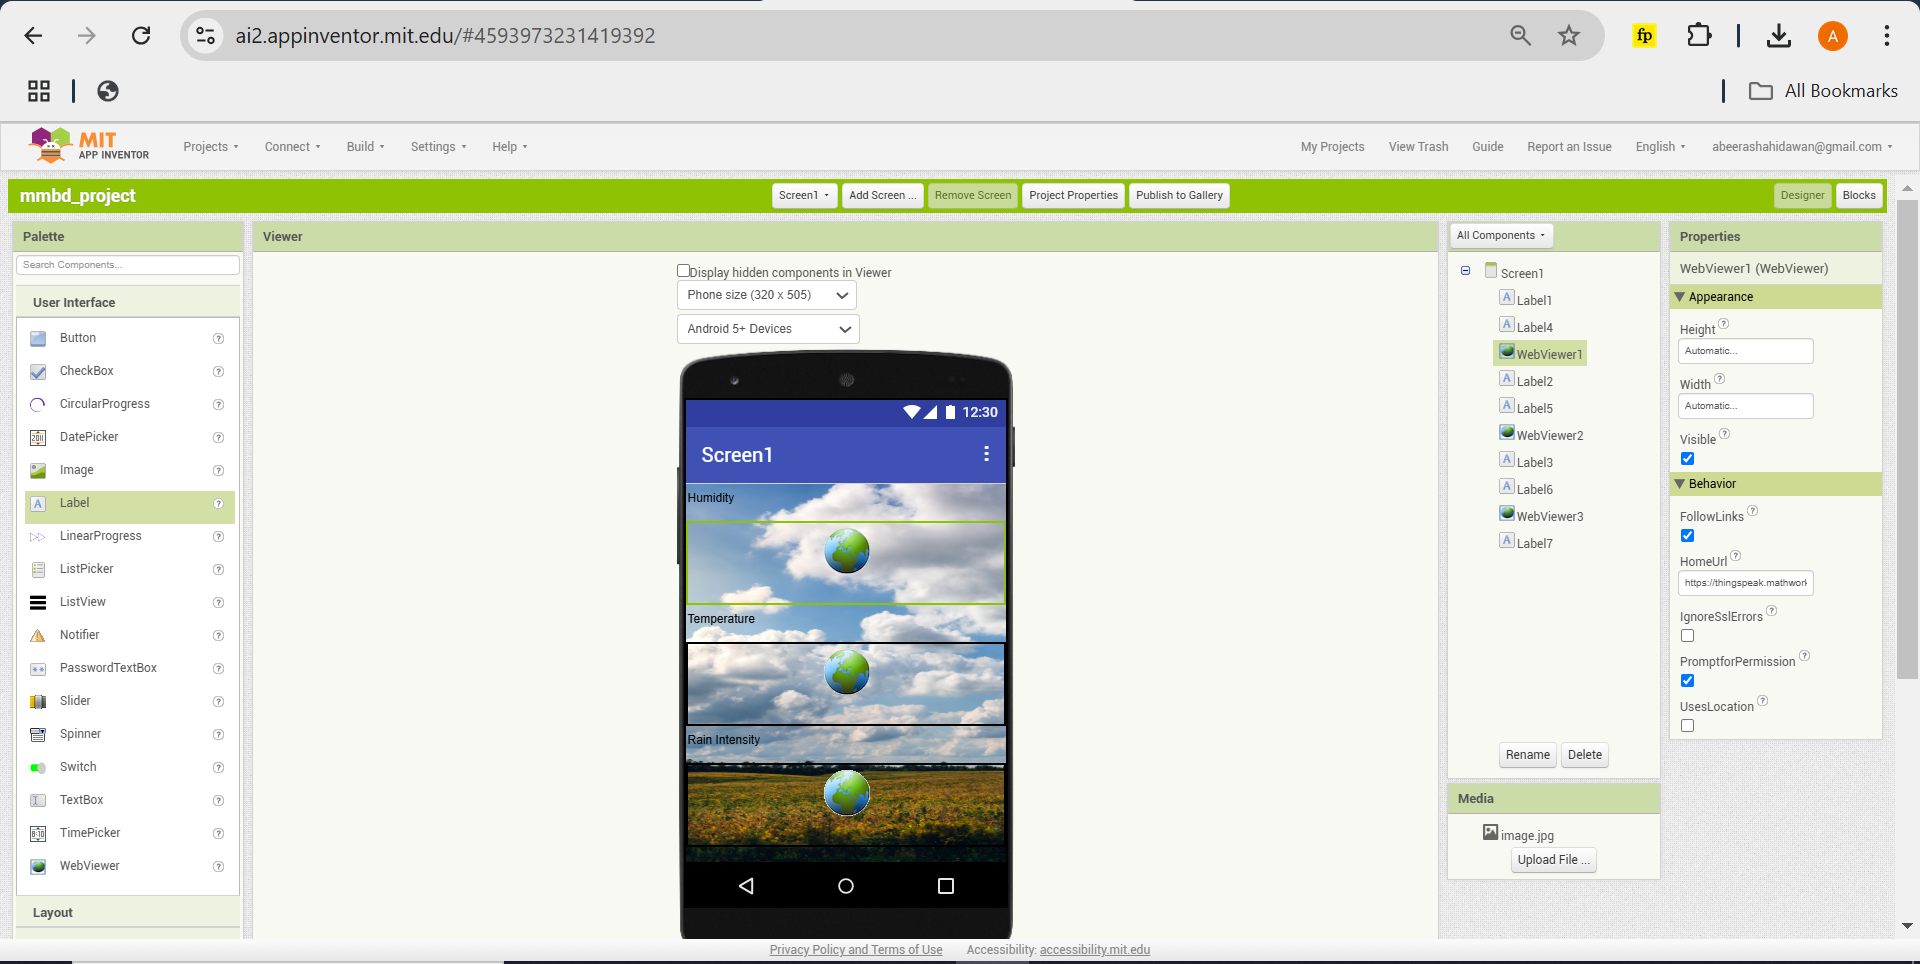 ai2.appinventor.mit.edu/#4593973231419392
fp
A
All Bookmarks
MIT
APP INVENTOR
Projects
Connect
Build
Settings
Help
My Projects
View Trash
Guide
Report an Issue
English
abeerashahidawan@gmail.com
mmbd_project
Screen1
Add Screen ...
Remove Screen
Project Properties
Publish to Gallery
Designer
Blocks
Palette
Search Components...
User Interface
Button
CheckBox
CircularProgress
DatePicker
Image
Label
LinearProgress
ListPicker
ListView
Notifier
PasswordTextBox
Slider
Spinner
Switch
TextBox
TimePicker
WebViewer
Layout
Viewer
Display hidden components in Viewer
Phone size (320 x 505)
Android 5+ Devices
12:30
Screen1
Humidity
Temperature
Rain Intensity
All Components
Screen1
Label1
Label4
WebViewer1
Label2
Label5
WebViewer2
Label3
Label6
WebViewer3
Label7
Rename
Delete
Media
image.jpg
Upload File ...
Properties
WebViewer1 (WebViewer)
Appearance
Height
Automatic...
Width
Automatic...
Visible
Behavior
FollowLinks
HomeUrl
https://thingspeak.mathwor
IgnoreSslErrors
PromptforPermission
UsesLocation
Privacy Policy and Terms of Use
Accessibility: accessibility.mit.edu